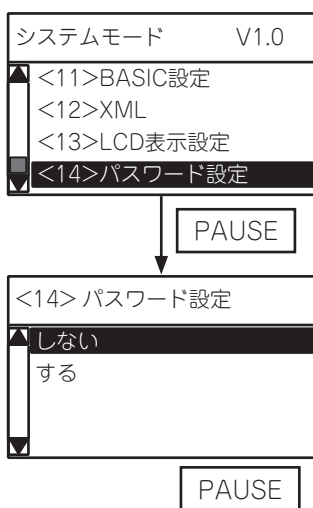 システムモード V1.0
<11>BASIC設定
<12>XML
<13>LCD表示設定
<14>パスワード設定
PAUSE
<14> パスワード設定
しない
する
PAUSE